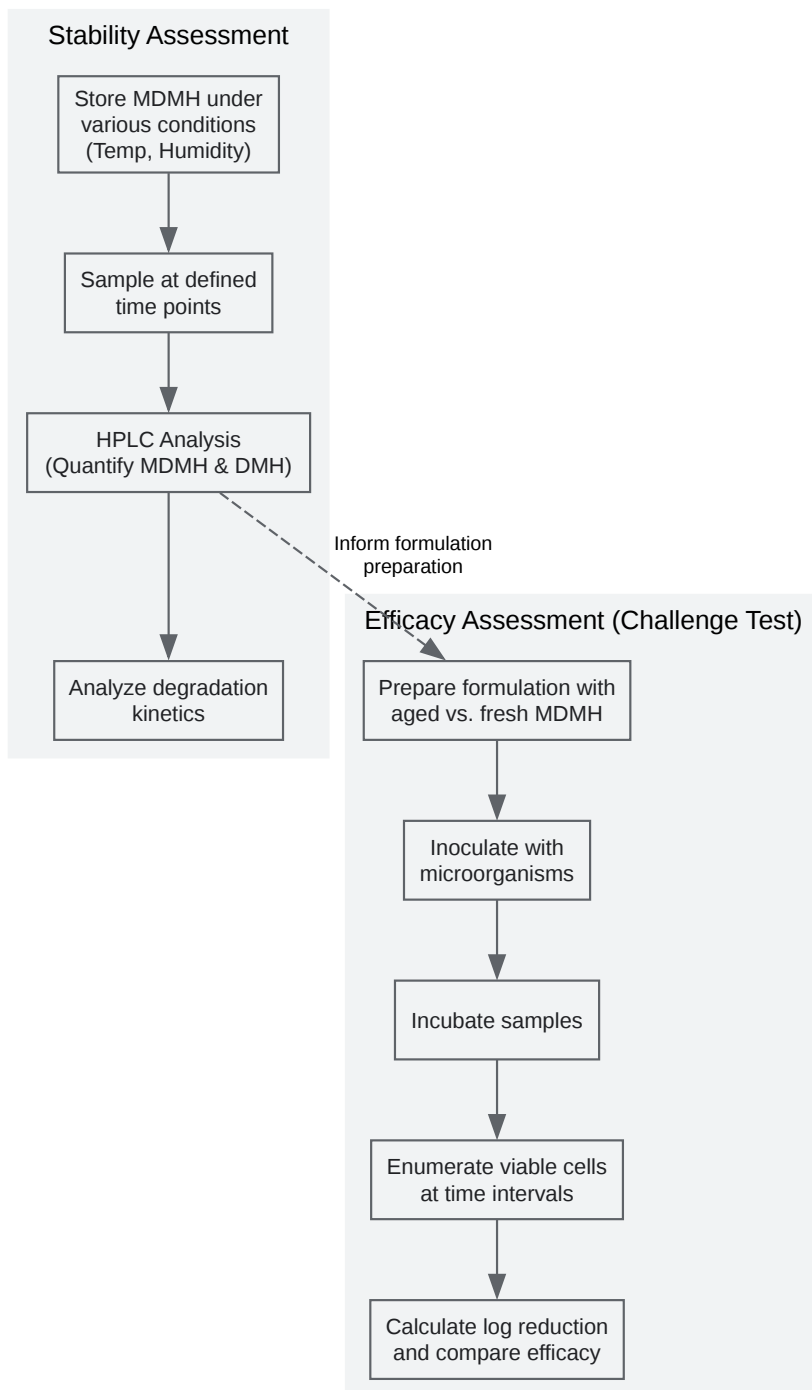 Stability Assessment
Store MDMH under
various conditions
(Temp, Humidity)
Sample at defined
time points
HPLC Analysis
(Quantify MDMH & DMH)
Inform formulation
preparation
Analyze degradation
kinetics
Efficacy Assessment (Challenge Test)
Prepare formulation with
aged vs. fresh MDMH
Inoculate with
microorganisms
Incubate samples
Enumerate viable cells
at time intervals
Calculate log reduction
and compare efficacy